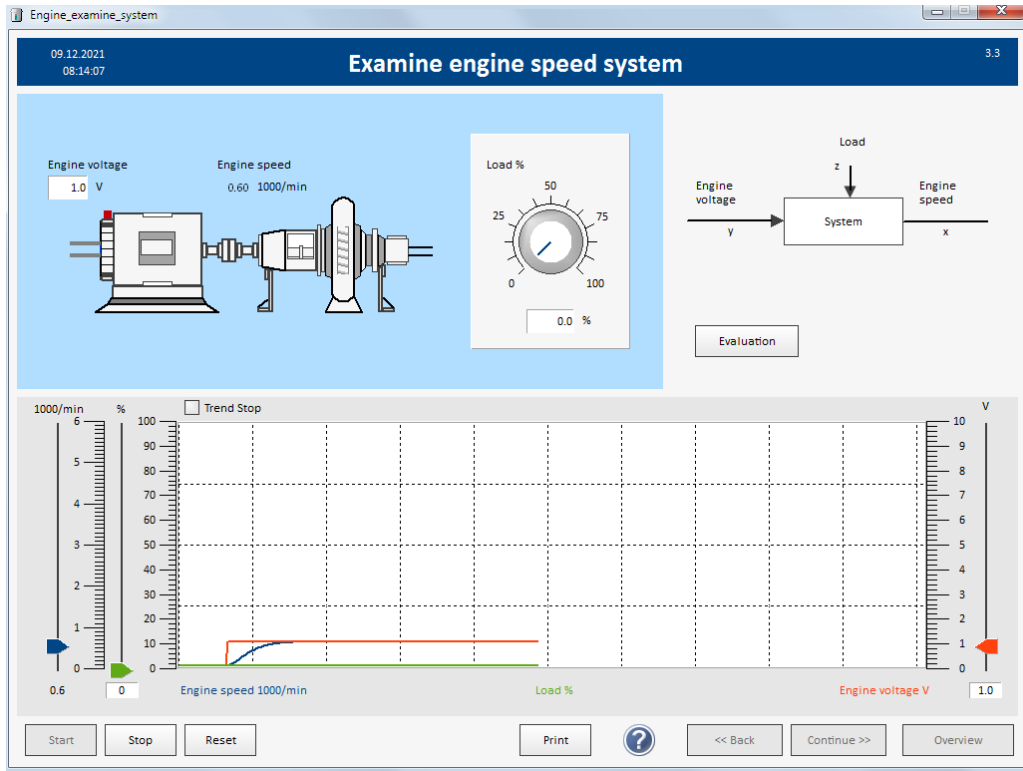 Engine_examine_system
09.12.2021
08:14:07
Examine engine speed system
3.3
Engine voltage
1.0 V
Engine speed
0.60 1000/min
Load %
50
25
75
0
100
0.0 %
Load
z
Engine
voltage
y
System
Engine
speed
x
Evaluation
1000/min
%
Trend Stop
V
6
5
4
3
2
1
0
100
90
80
70
60
50
40
30
20
10
0
10
9
8
7
6
5
4
3
2
1
0
0.6
0
Engine speed 1000/min
Load %
Engine voltage V
1.0
Start
Stop
Reset
Print
?
<< Back
Continue >>
Overview